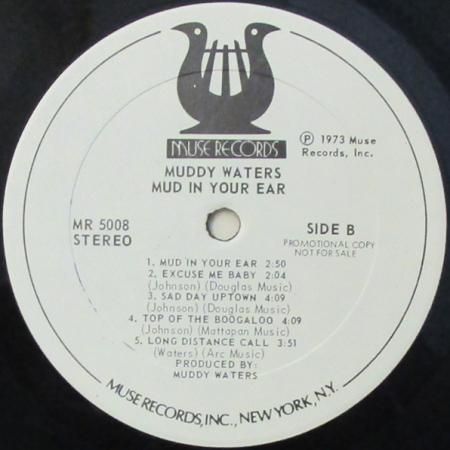 MUSE RECORDS
Ⓟ 1973 Muse
Records, Inc.
MUDDY WATERS
MUD IN YOUR EAR
MR 5008
STEREO
SIDE B
PROMOTIONAL COPY
NOT FOR SALE
1. MUD IN YOUR EAR 2:50
2. EXCUSE ME BABY 2:04
(Johnson) (Douglas Music)
3. SAD DAY UPTOWN 4:09
(Johnson) (Douglas Music)
4. TOP OF THE BOOGALOO 4:09
(Johnson) (Mattapan Music)
5. LONG DISTANCE CALL 3:51
(Waters) (Arc Music)
PRODUCED BY:
MUDDY WATERS
MUSE RECORDS, INC., NEW YORK, N.Y.